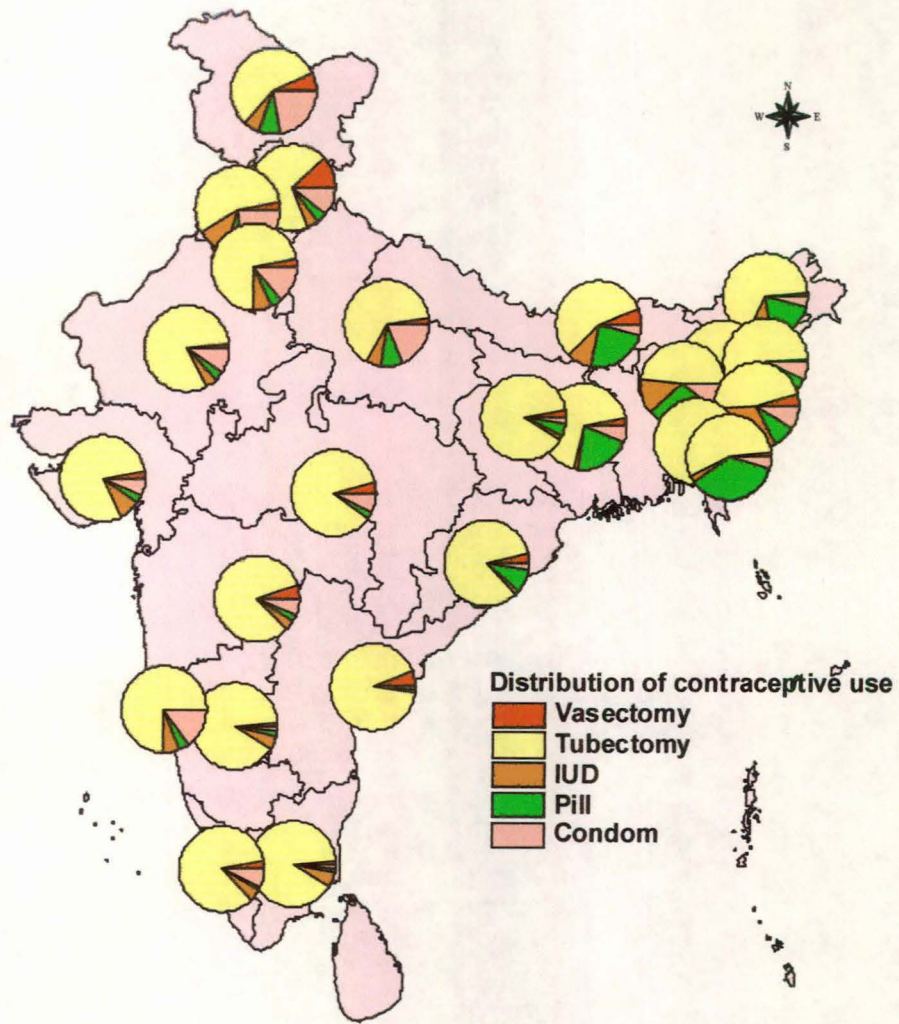 N
W E
S
Distribution of contraceptive use
Vasectomy
Tubectomy
IUD
Pill
Condom